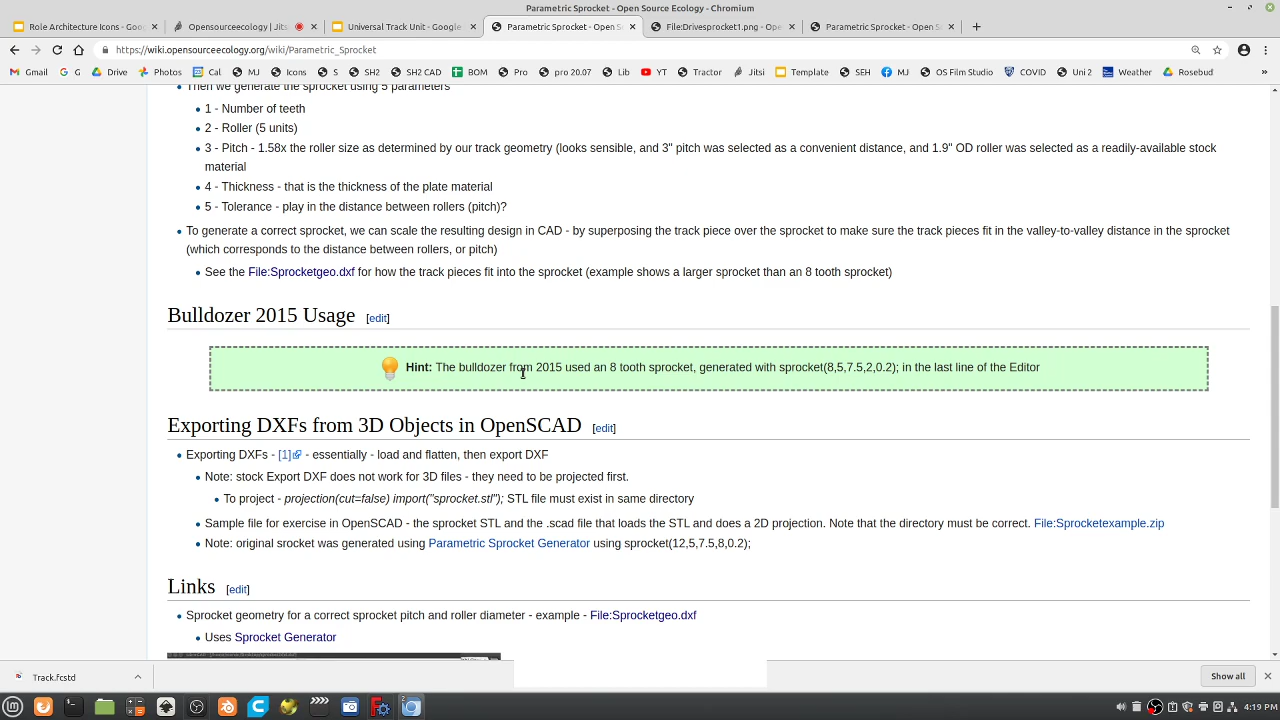 Parametric Sprocket - Open Source Ecology - Chromium
Role Architecture Icons - Goo
Opensourceecology | Jits
Universal Track Unit - Google
Parametric Sprocket - Open S
File:Drivesprocket1.png - Ope
Parametric Sprocket - Open S
https://wiki.opensourceecology.org/wiki/Parametric_Sprocket
Gmail G Drive Photos Cal MJ Icons S SH2 SH2 CAD BOM Pro pro 20.07 Lib YT Tractor Jitsi Template SEH MJ OS Film Studio COVID Uni 2 Weather Rosebud »
Then we generate the sprocket using 5 parameters
1 - Number of teeth
2 - Roller (5 units)
3 - Pitch - 1.58x the roller size as determined by our track geometry (looks sensible, and 3" pitch was selected as a convenient distance, and 1.9" OD roller was selected as a readily-available stock
material
4 - Thickness - that is the thickness of the plate material
5 - Tolerance - play in the distance between rollers (pitch)?
To generate a correct sprocket, we can scale the resulting design in CAD - by superposing the track piece over the sprocket to make sure the track pieces fit in the valley-to-valley distance in the sprocket
(which corresponds to the distance between rollers, or pitch)
See the File:Sprocketgeo.dxf for how the track pieces fit into the sprocket (example shows a larger sprocket than an 8 tooth sprocket)
Bulldozer 2015 Usage [edit]
Hint: The bulldozer from 2015 used an 8 tooth sprocket, generated with sprocket(8,5,7.5,2,0.2); in the last line of the Editor
Exporting DXFs from 3D Objects in OpenSCAD [edit]
Exporting DXFs - [1] - essentially - load and flatten, then export DXF
Note: stock Export DXF does not work for 3D files - they need to be projected first.
To project - projection(cut=false) import("sprocket.stl"); STL file must exist in same directory
Sample file for exercise in OpenSCAD - the sprocket STL and the .scad file that loads the STL and does a 2D projection. Note that the directory must be correct. File:Sprocketexample.zip
Note: original srocket was generated using Parametric Sprocket Generator using sprocket(12,5,7.5,8,0.2);
Links [edit]
Sprocket geometry for a correct sprocket pitch and roller diameter - example - File:Sprocketgeo.dxf
Uses Sprocket Generator
Track.fcstd
Show all
4:19 PM